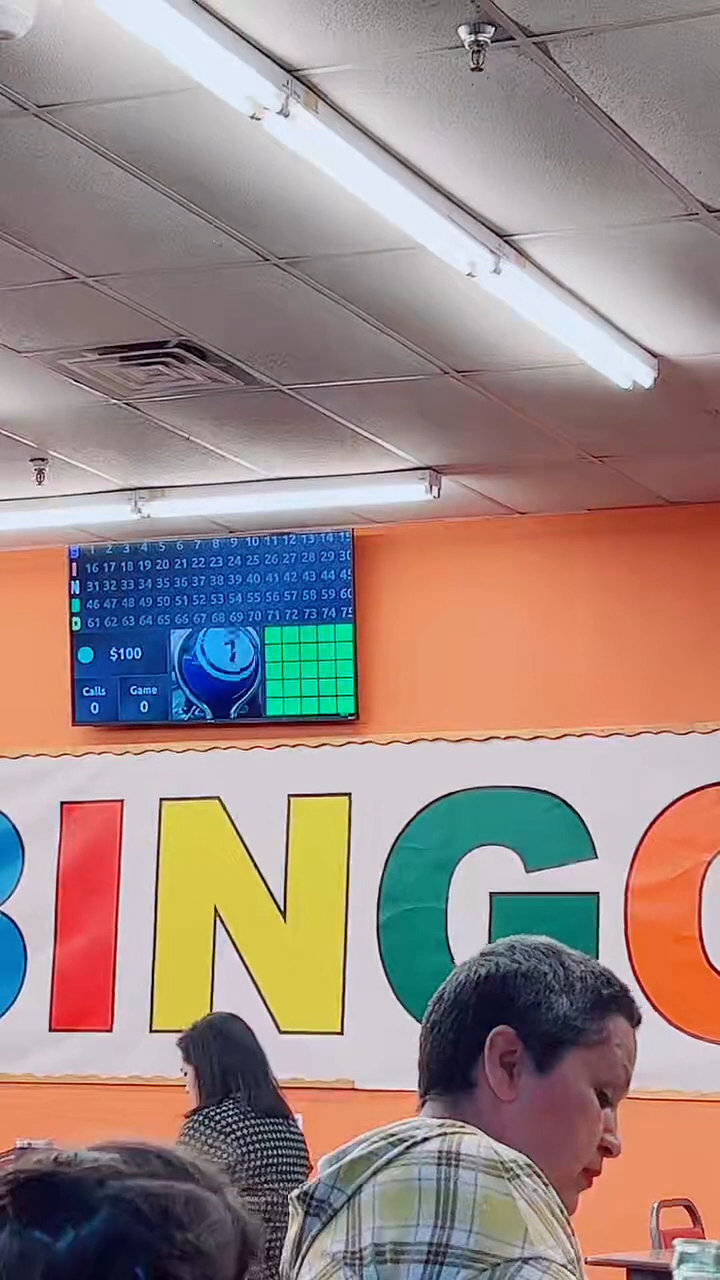 B 1 2 3 4 5 6 7 8 9 10 11 12 13 14 15
I 16 17 18 19 20 21 22 23 24 25 26 27 28 29 30
N 31 32 33 34 35 36 37 38 39 40 41 42 43 44 45
G 46 47 48 49 50 51 52 53 54 55 56 57 58 59 60
O 61 62 63 64 65 66 67 68 69 70 71 72 73 74 75
$100
Calls Game
0 0
BINGO